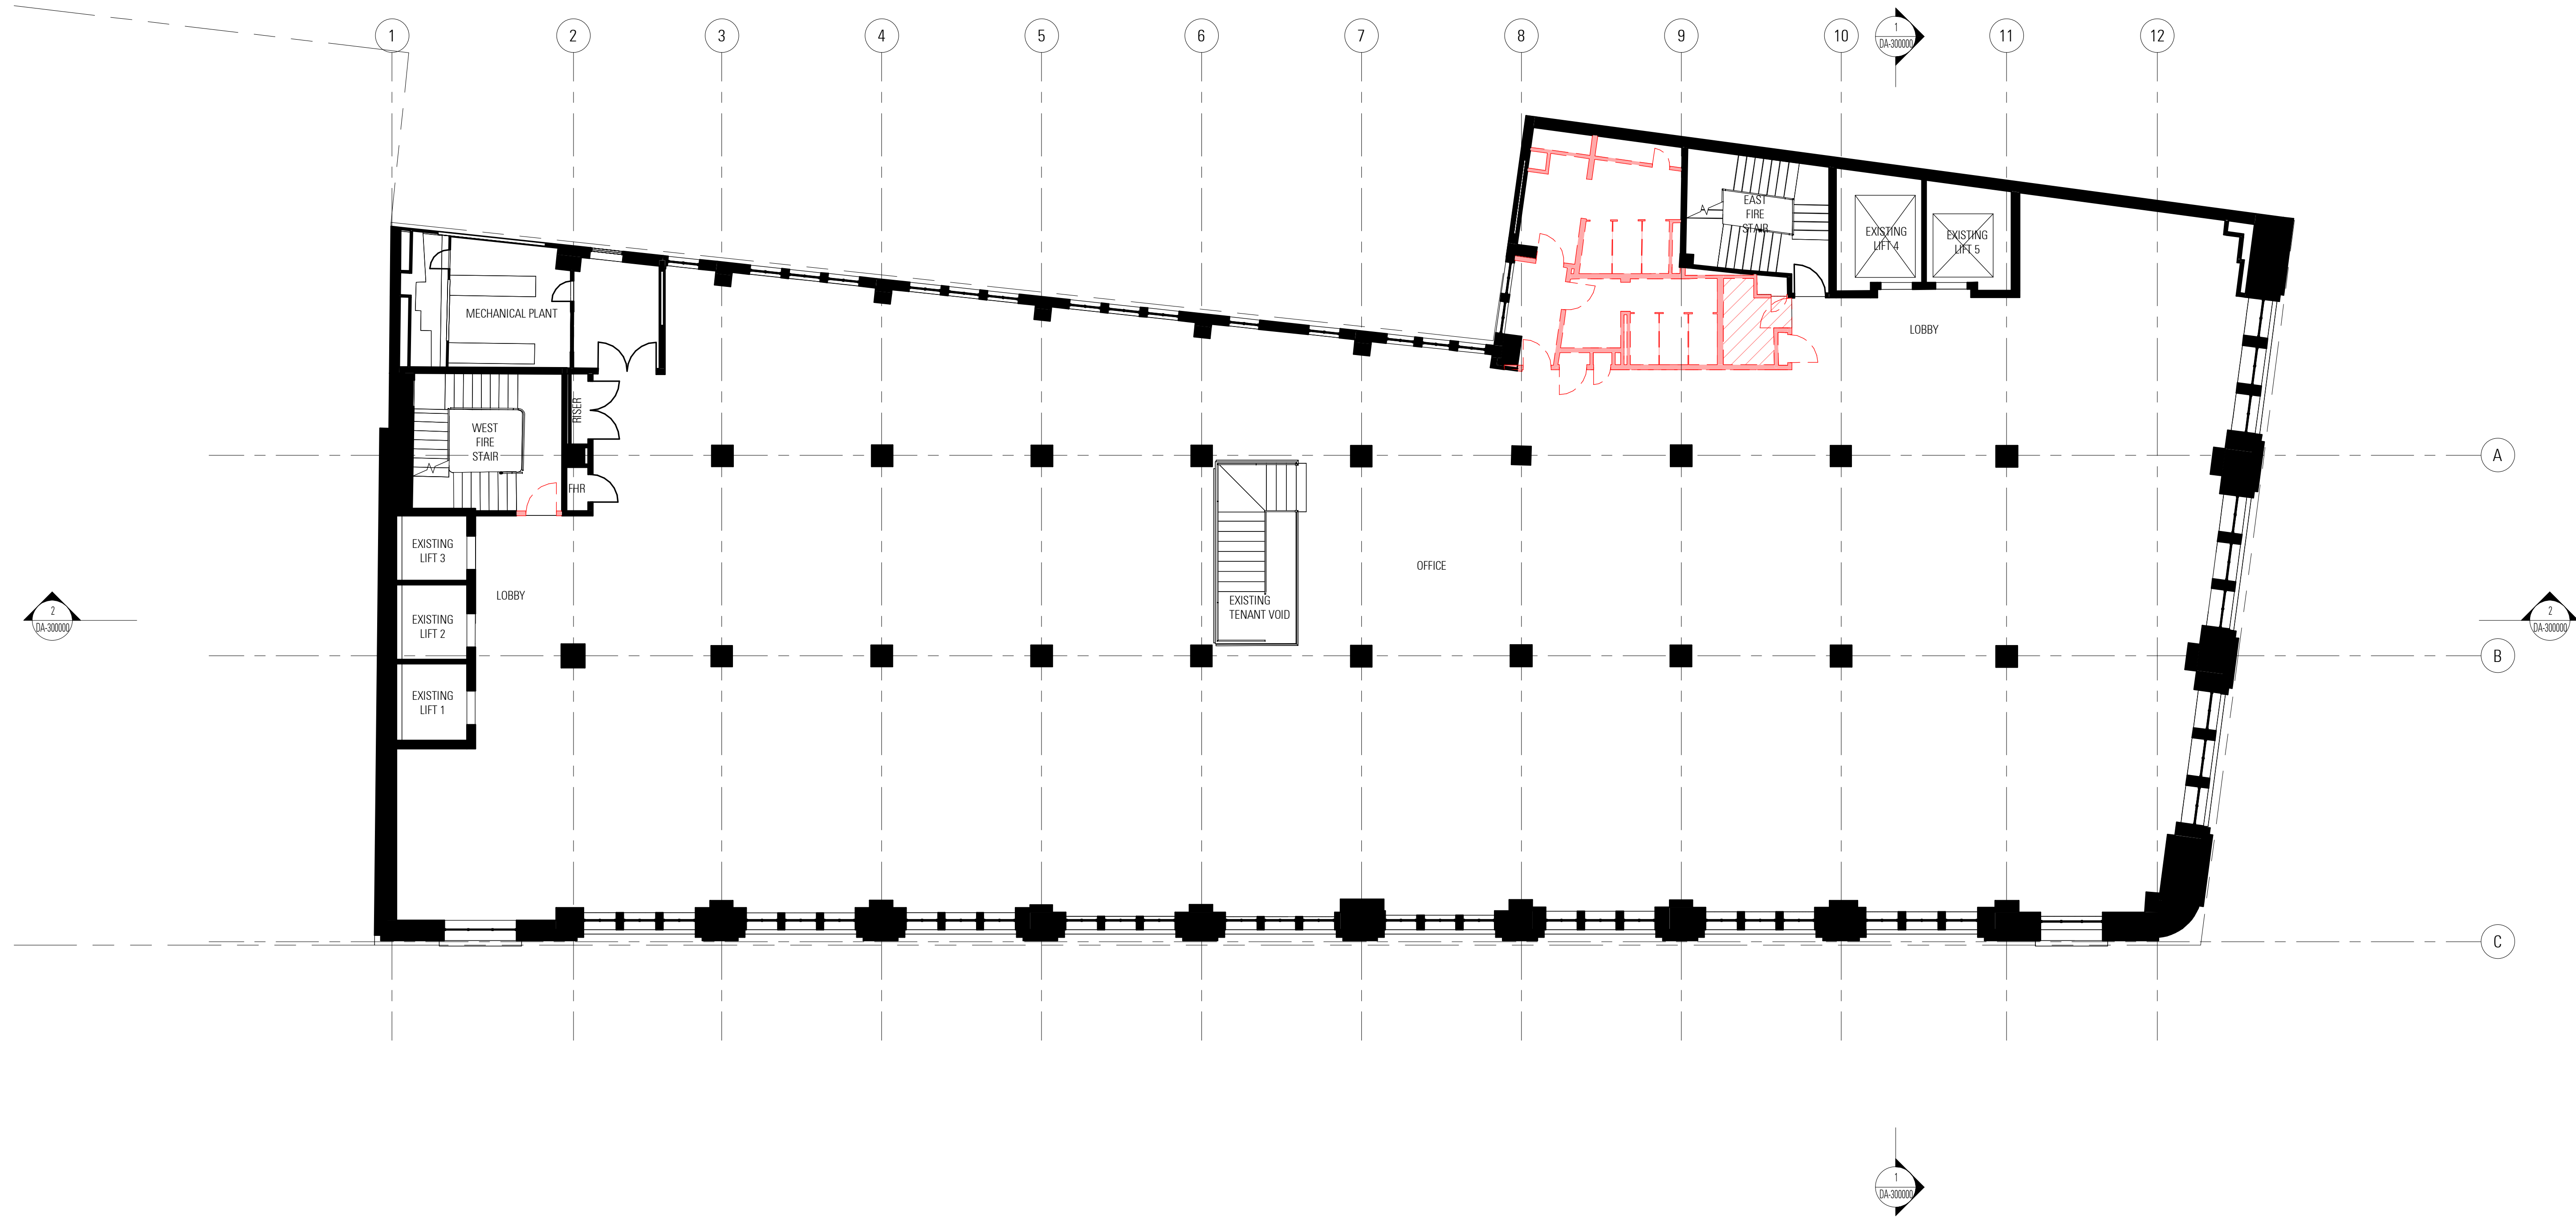 1
2
3
4
5
6
7
8
9
10
11
12
1
DA-300000
EAST
FIRE
STAIR
EXISTING
LIFT 4
EXISTING
LIFT 5
MECHANICAL PLANT
LOBBY
RISER
WEST
FIRE
STAIR
A
FHR
EXISTING
LIFT 3
OFFICE
LOBBY
EXISTING
TENANT VOID
2
DA-300000
2
DA-300000
EXISTING
LIFT 2
B
EXISTING
LIFT 1
C
1
DA-300000